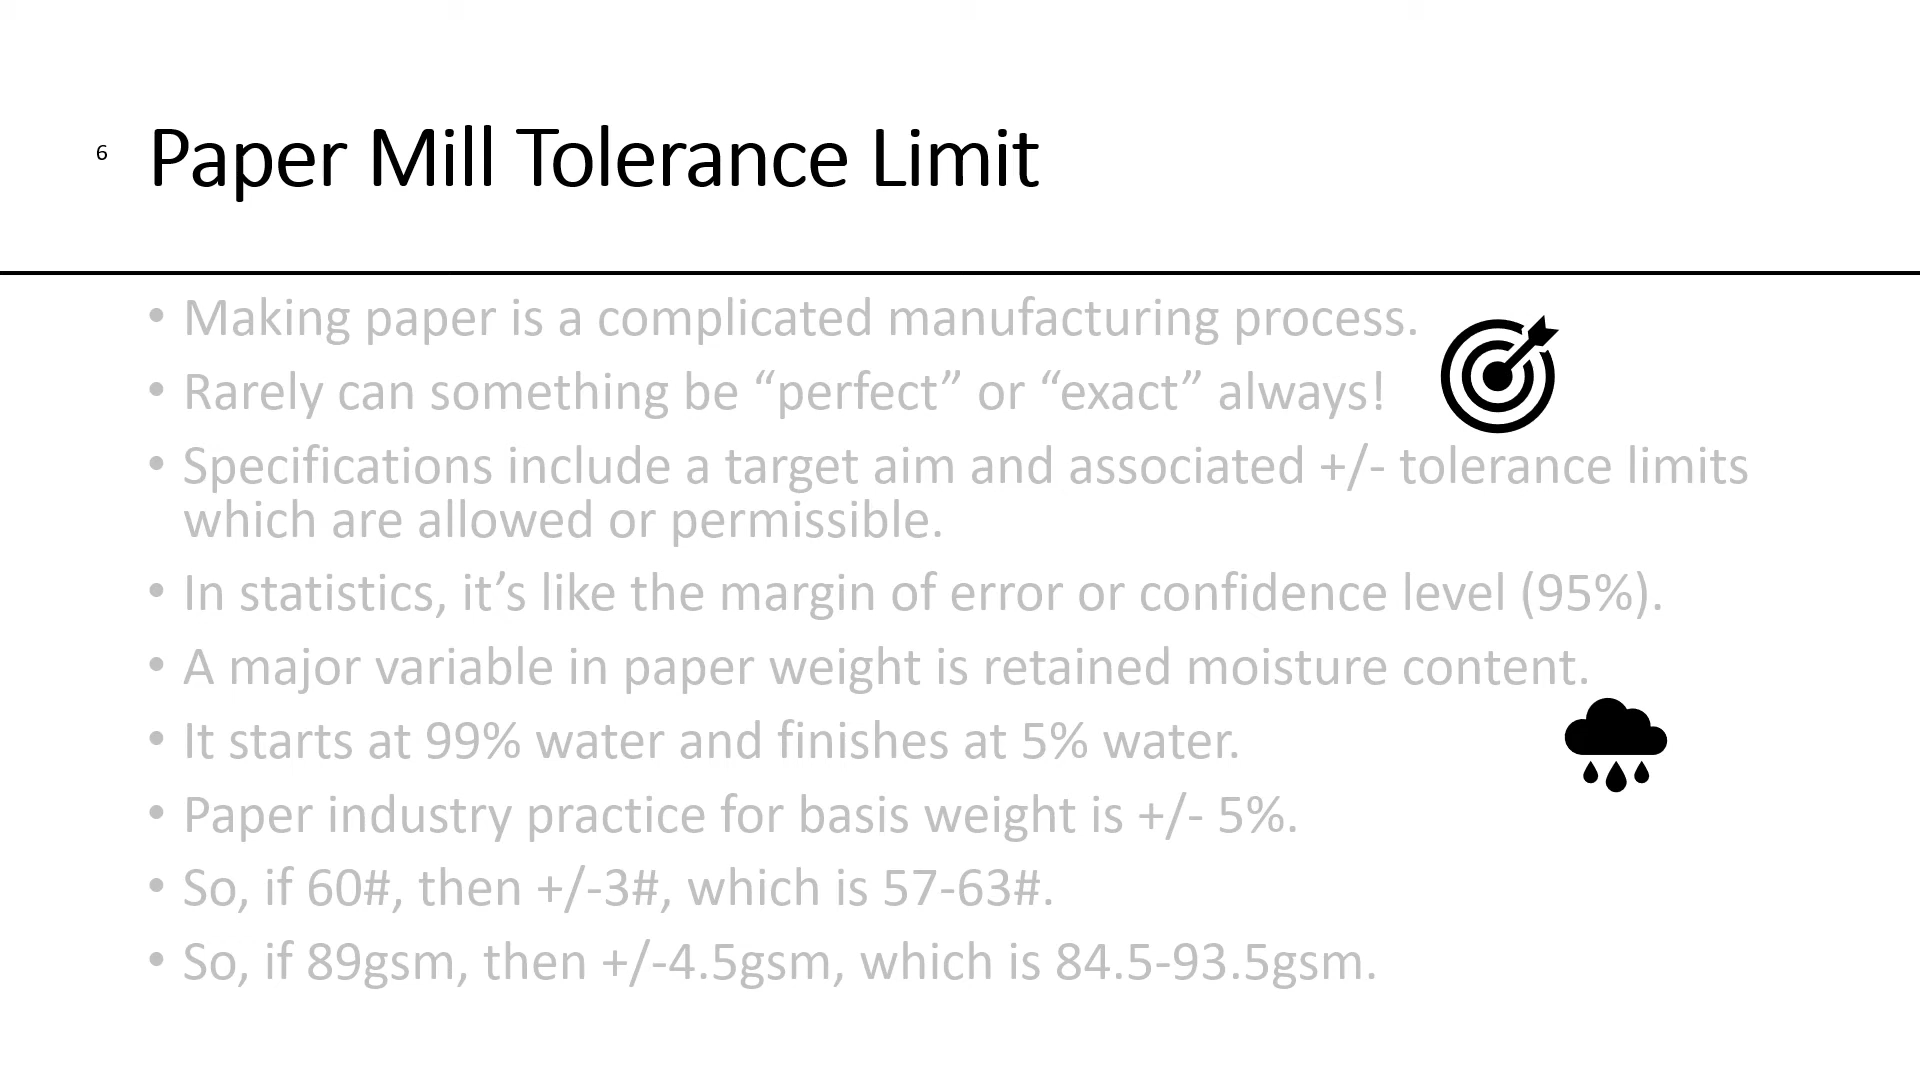 6
Paper Mill Tolerance Limit
• Making paper is a complicated manufacturing process.
• Rarely can something be “perfect” or “exact” always!
• Specifications include a target aim and associated +/- tolerance limits
which are allowed or permissible.
• In statistics, it’s like the margin of error or confidence level (95%).
• A major variable in paper weight is retained moisture content.
• It starts at 99% water and finishes at 5% water.
• Paper industry practice for basis weight is +/- 5%.
• So, if 60#, then +/-3#, which is 57-63#.
• So, if 89gsm, then +/-4.5gsm, which is 84.5-93.5gsm.